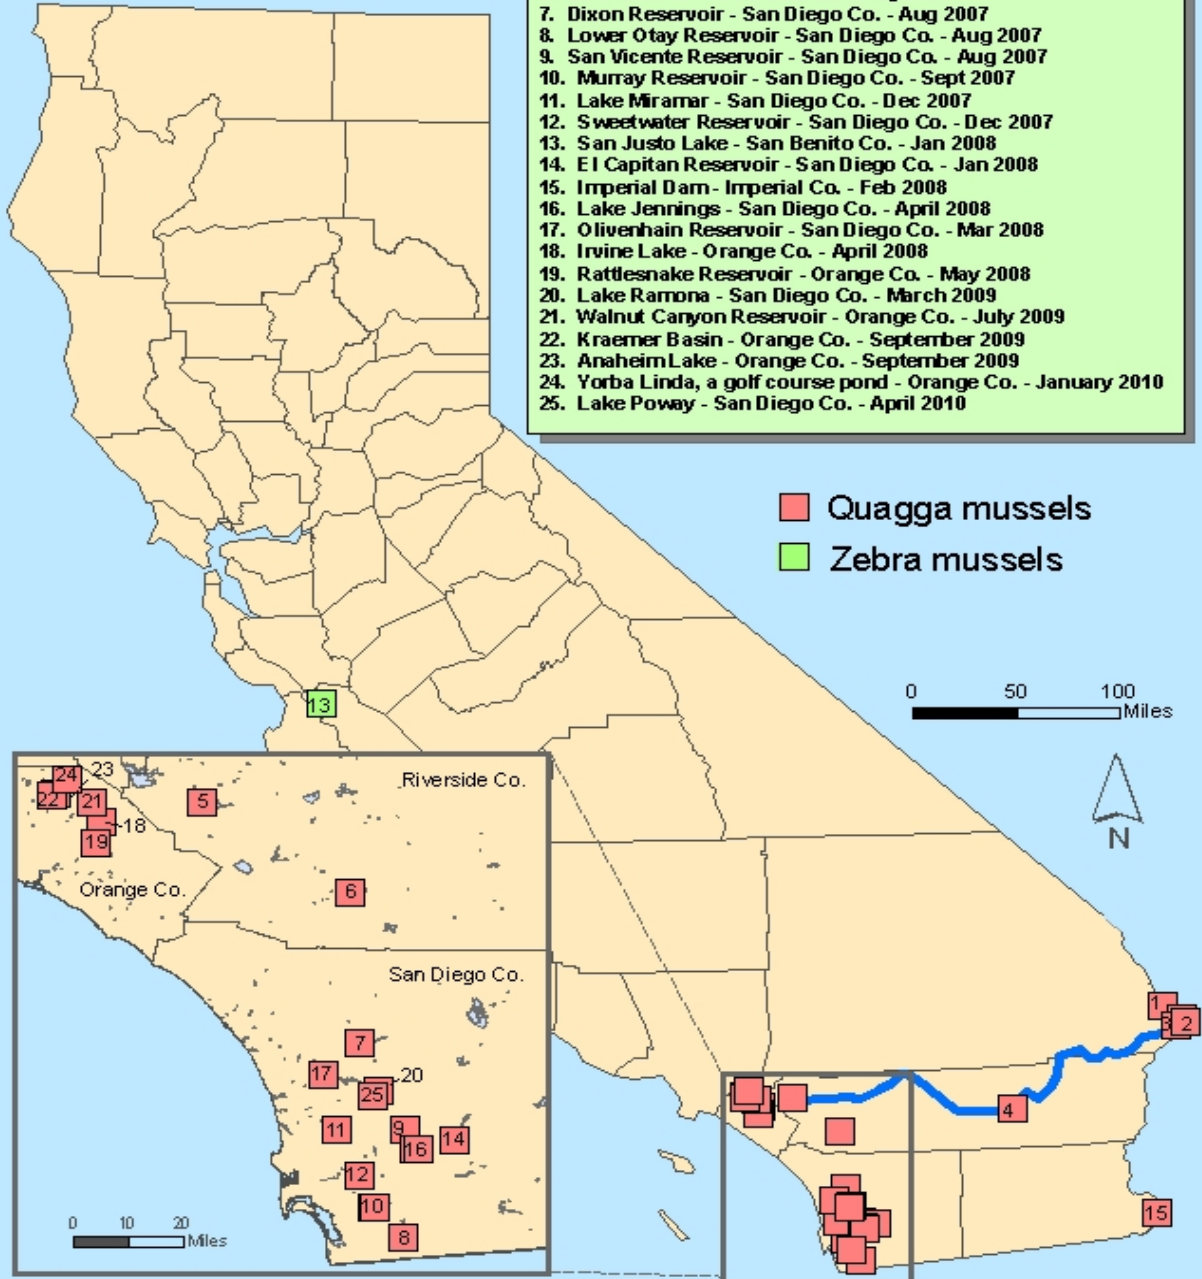 7. Dixon Reservoir - San Diego Co. - Aug 2007
8. Lower Otay Reservoir - San Diego Co. - Aug 2007
9. San Vicente Reservoir - San Diego Co. - Aug 2007
10. Murray Reservoir - San Diego Co. - Sept 2007
11. Lake Miramar - San Diego Co. - Dec 2007
12. Sweetwater Reservoir - San Diego Co. - Dec 2007
13. San Justo Lake - San Benito Co. - Jan 2008
14. El Capitan Reservoir - San Diego Co. - Jan 2008
15. Imperial Dam - Imperial Co. - Feb 2008
16. Lake Jennings - San Diego Co. - April 2008
17. Olivenhain Reservoir - San Diego Co. - Mar 2008
18. Irvine Lake - Orange Co. - April 2008
19. Rattlesnake Reservoir - Orange Co. - May 2008
20. Lake Ramona - San Diego Co. - March 2009
21. Walnut Canyon Reservoir - Orange Co. - July 2009
22. Kraemer Basin - Orange Co. - September 2009
23. Anaheim Lake - Orange Co. - September 2009
24. Yorba Linda, a golf course pond - Orange Co. - January 2010
25. Lake Poway - San Diego Co. - April 2010
Quagga mussels
Zebra mussels
0 50 100
Miles
N
13
Riverside Co.
24 23
22 21 5
18
19
Orange Co.
6
San Diego Co.
7
17
20
25
11 9 14
16
12
10
8
0 10 20
Miles
1
3 2
4
15